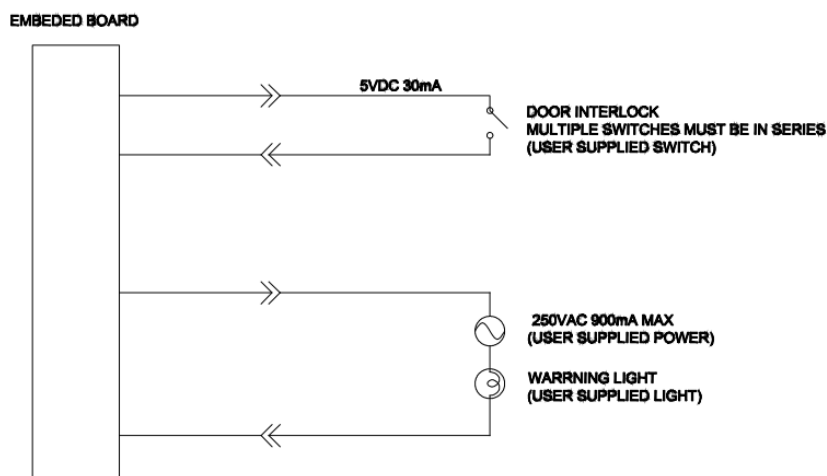 EMBEDED BOARD
5VDC 30mA
DOOR INTERLOCK
MULTIPLE SWITCHES MUST BE IN SERIES
(USER SUPPLIED SWITCH)
250VAC 900mA MAX
(USER SUPPLIED POWER)
WARRNING LIGHT
(USER SUPPLIED LIGHT)